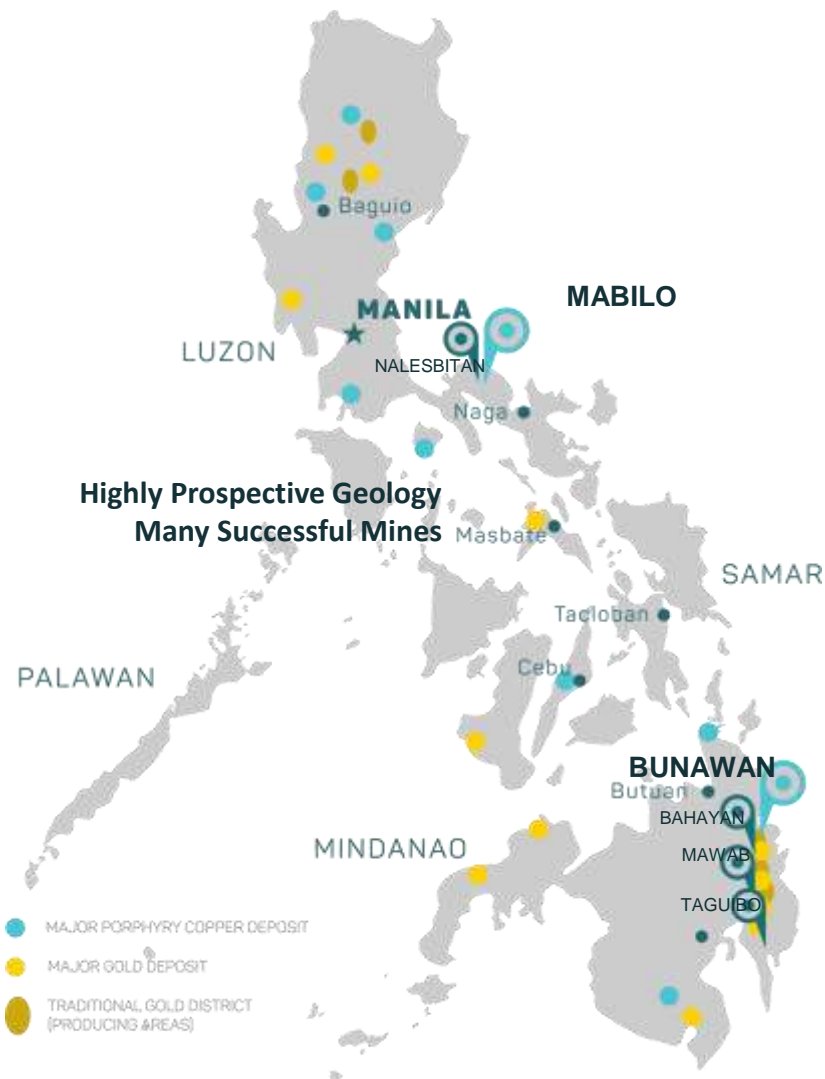 Baguio
MABILO
MANILA
LUZON
NALESBITAN
Naga
Highly Prospective Geology
Many Successful Mines
Masbate
SAMAR
Tacloban
PALAWAN
Cebu
BUNAWAN
Butuan
BAHAYAN
MINDANAO
MAWAB
TAGUIBO
MAJOR PORPHYRY COPPER DEPOSIT
MAJOR GOLD DEPOSIT
TRADITIONAL GOLD DISTRICT
(PRODUCING AREAS)